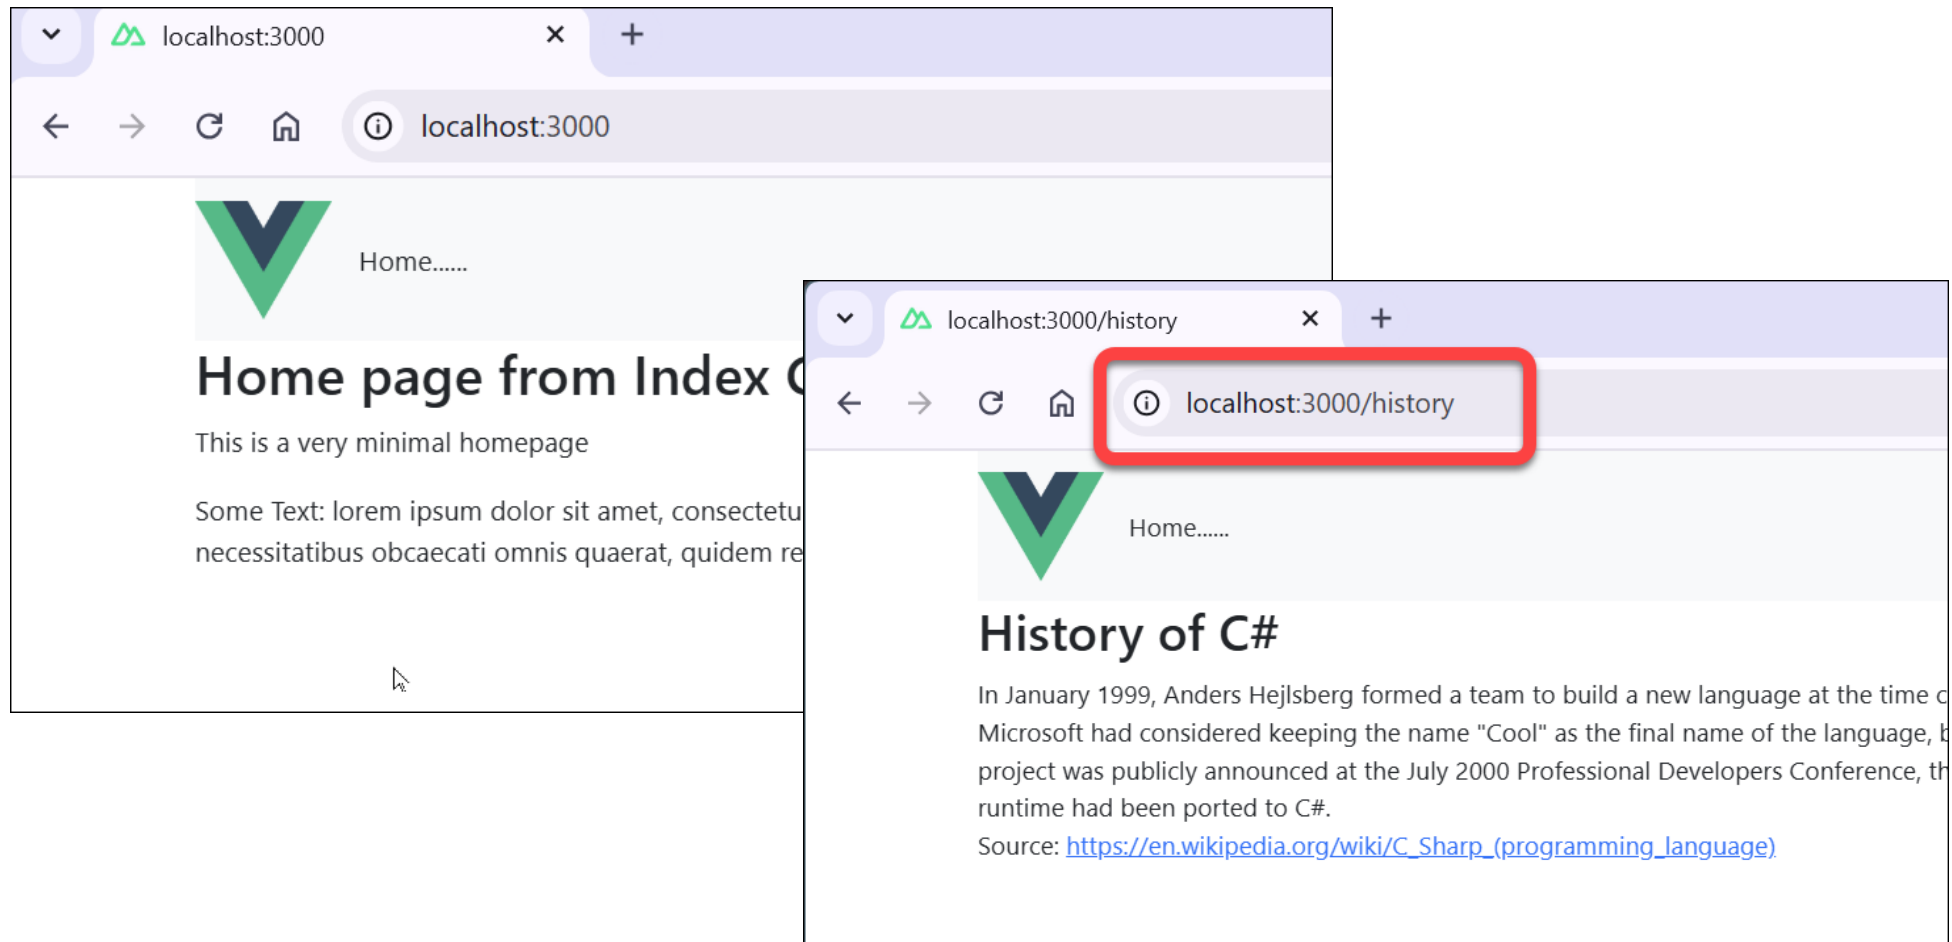 localhost:3000
localhost:3000
Home......
Home page from Index
This is a very minimal homepage
Some Text: lorem ipsum dolor sit amet, consectetu
necessitatibus obcaecati omnis quaerat, quidem re
localhost:3000/history
localhost:3000/history
Home......
History of C#
In January 1999, Anders Hejlsberg formed a team to build a new language at the time c
Microsoft had considered keeping the name "Cool" as the final name of the language, b
project was publicly announced at the July 2000 Professional Developers Conference, th
runtime had been ported to C#.
Source: https://en.wikipedia.org/wiki/C_Sharp_(programming_language)